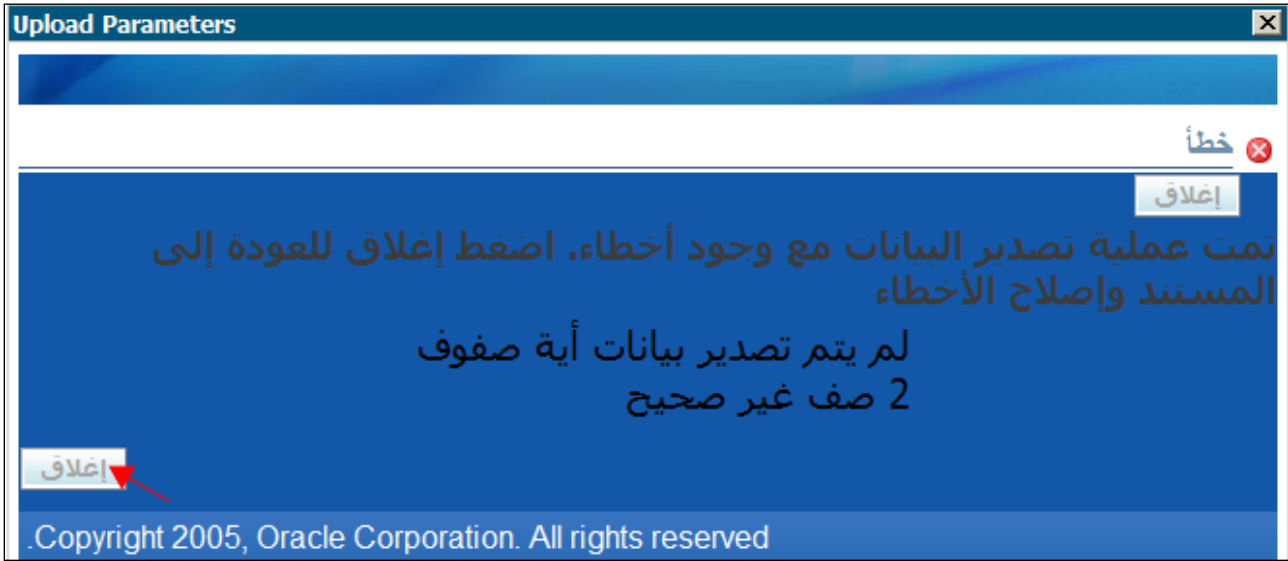 Upload Parameters
خطأ
إغلاق
تمت عملية تصدير البيانات مع وجود أخطاء. اضغط إغلاق للعودة إلى
المستند وإصلاح الأخطاء
لم يتم تصدير بيانات أية صفوف
2 صف غير صحيح
إغلاق
.Copyright 2005, Oracle Corporation. All rights reserved